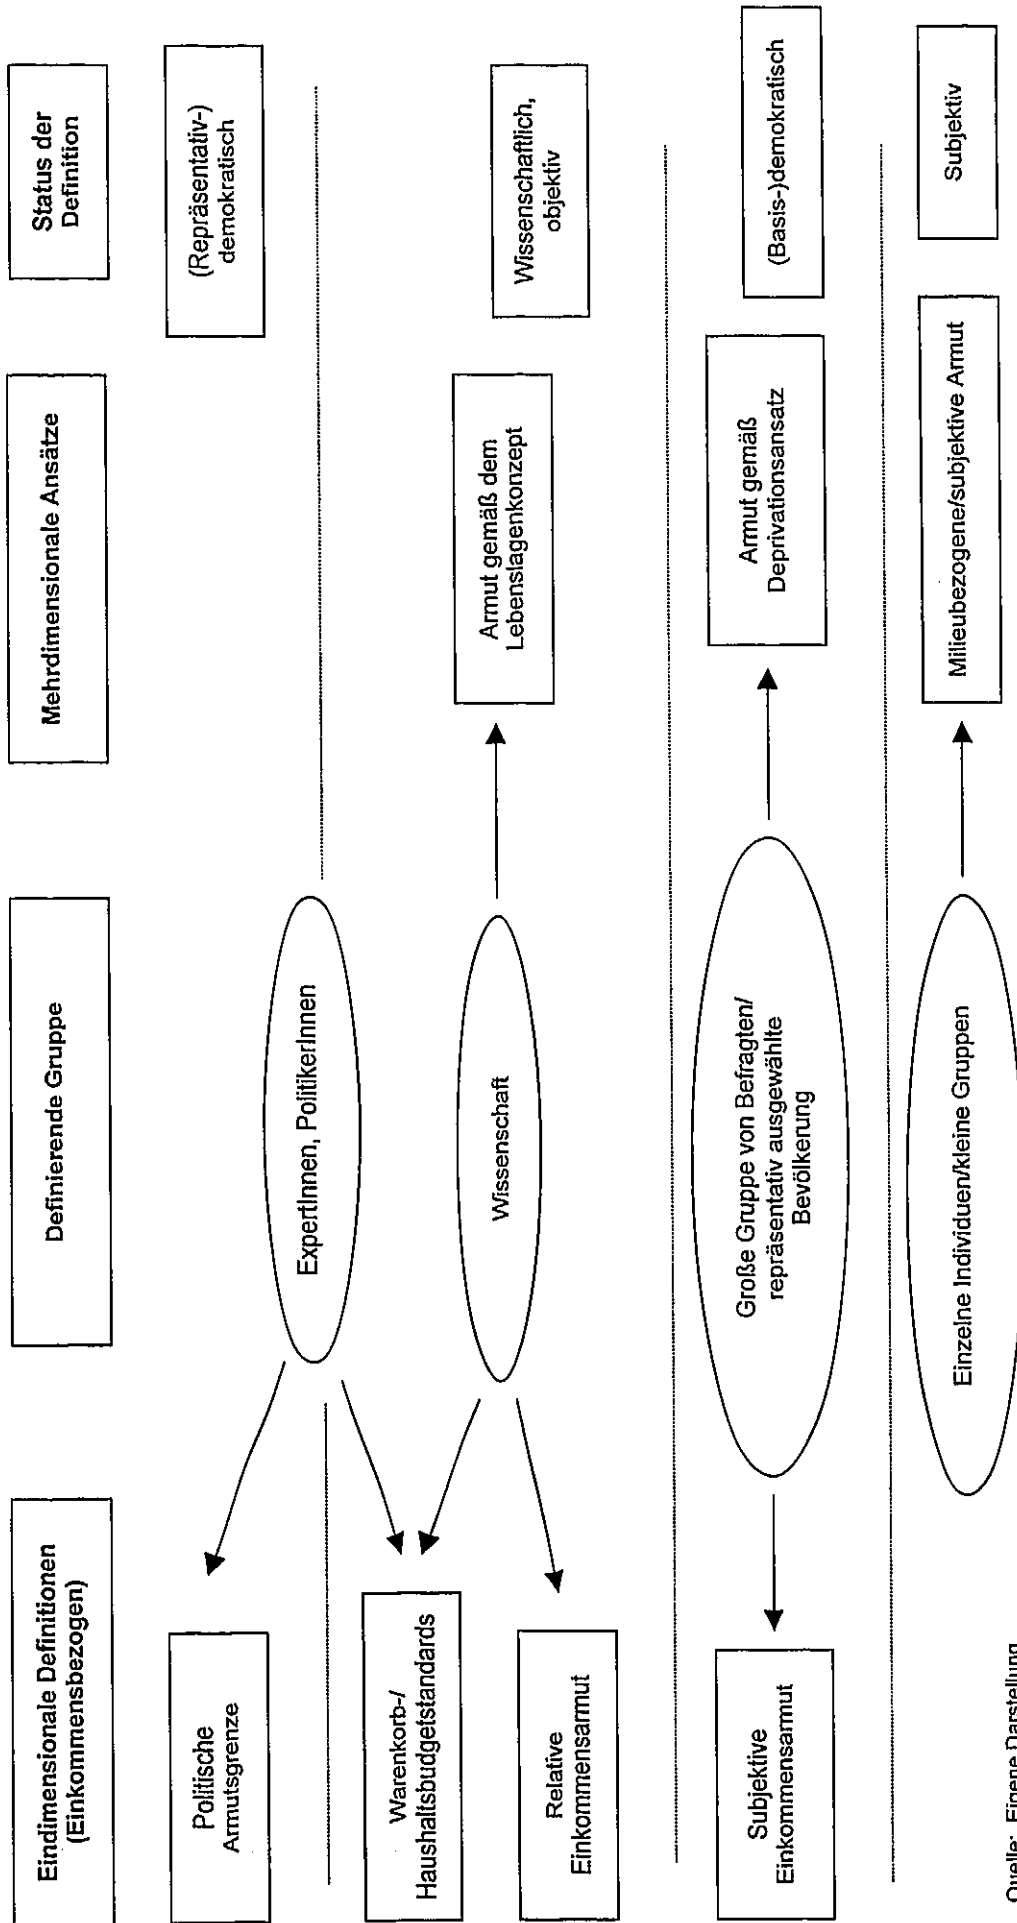 Eindimensionale Definitionen
(Einkommensbezogen)
Definierende Gruppe
Mehrdimensionale Ansätze
Status der
Definition
Politische
Armutsgrenze
(Repräsentativ-)
demokratisch
ExpertInnen, PolitikerInnen
Warenkorb-/
Haushaltsbudgetstandards
Wissenschaft
Armut gemäß dem
Lebenslagenkonzept
Wissenschaftlich,
objektiv
Relative
Einkommensarmut
Subjektive
Einkommensarmut
Große Gruppe von Befragten/
repräsentativ ausgewählte
Bevölkerung
Armut gemäß
Deprivationsansatz
(Basis-)demokratisch
Einzelne Individuen/kleine Gruppen
Milieubezogene/subjektive Armut
Subjektiv
Quelle: Eigene Darstellung